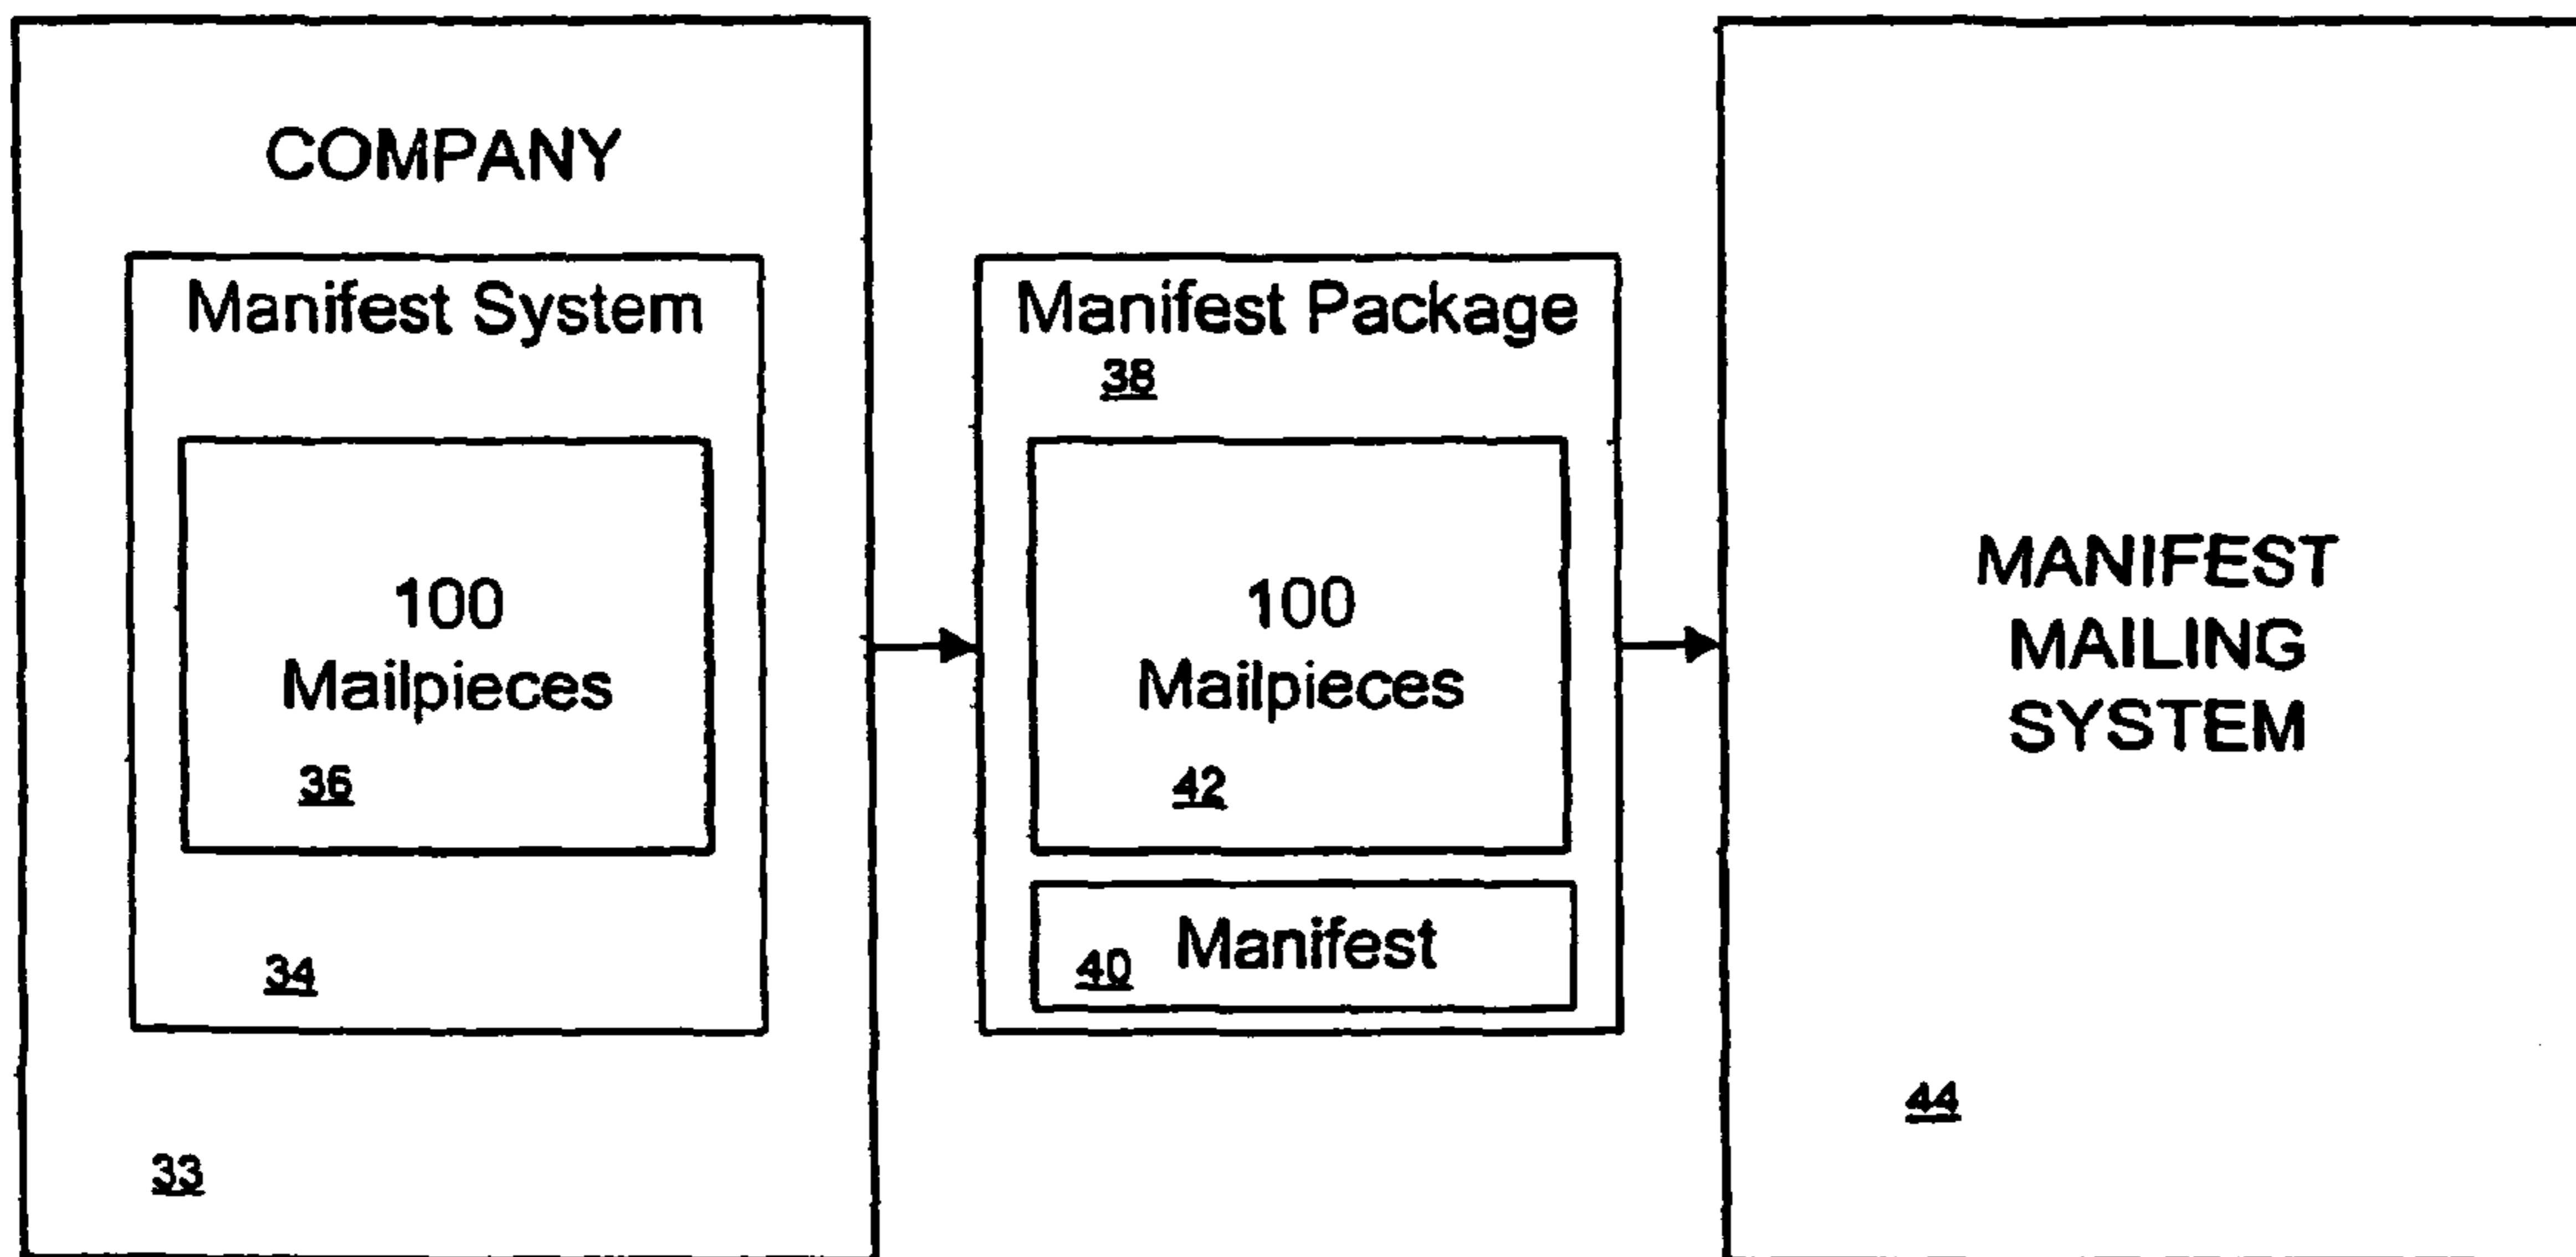 COMPANY
Manifest System
100
Mailpieces
36
34
33
Manifest Package
38
100
Mailpieces
42
40 Manifest
MANIFEST
MAILING
SYSTEM
44